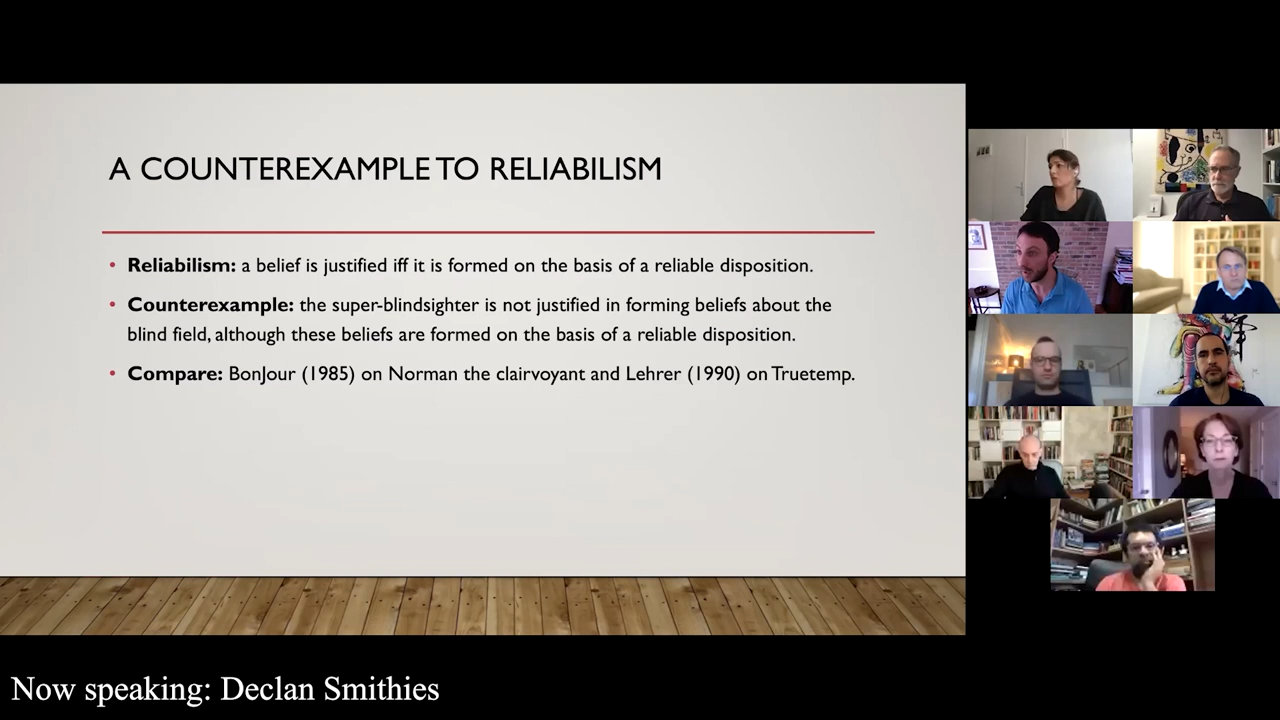 A COUNTEREXAMPLE TO RELIABILISM
• Reliabilism: a belief is justified iff it is formed on the basis of a reliable disposition.
• Counterexample: the super-blindsighter is not justified in forming beliefs about the
blind field, although these beliefs are formed on the basis of a reliable disposition.
• Compare: BonJour (1985) on Norman the clairvoyant and Lehrer (1990) on Truetemp.
Now speaking: Declan Smithies